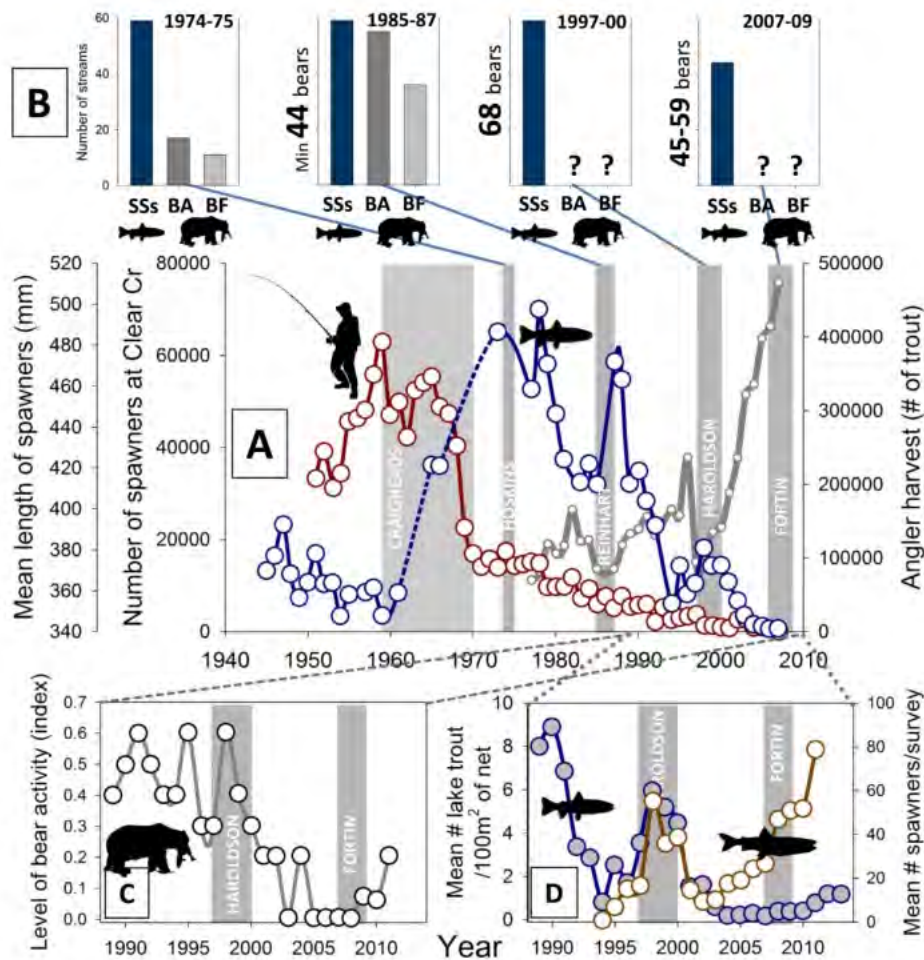 B
Number of streams
60
40
20
0
1974-75
SSs BA BF
Min 44 bears
1985-87
SSs BA BF
68 bears
1997-00
? ?
SSs BA BF
45-59 bears
2007-09
? ?
SSs BA BF
Mean length of spawners (mm)
520
500
480
460
440
420
400
380
360
340
Number of spawners at Clear Cr
80000
60000
40000
20000
0
A
CRAIGHEADS
HOSKINS
REINHART
HAROLDSON
FORTIN
500000
400000
300000
200000
100000
0
Angler harvest (# of trout)
1940 1950 1960 1970 1980 1990 2000 2010
Level of bear activity (index)
0.7
0.6
0.5
0.4
0.3
0.2
0.1
0.0
C
HAROLDSON
FORTIN
1990 1995 2000 2005 2010
Mean # lake trout
/100m² of net
10
8
6
4
2
0
D
ROLDSON
FORTIN
100
80
60
40
20
0
Mean # spawners/survey
1990 1995 2000 2005 2010
Year